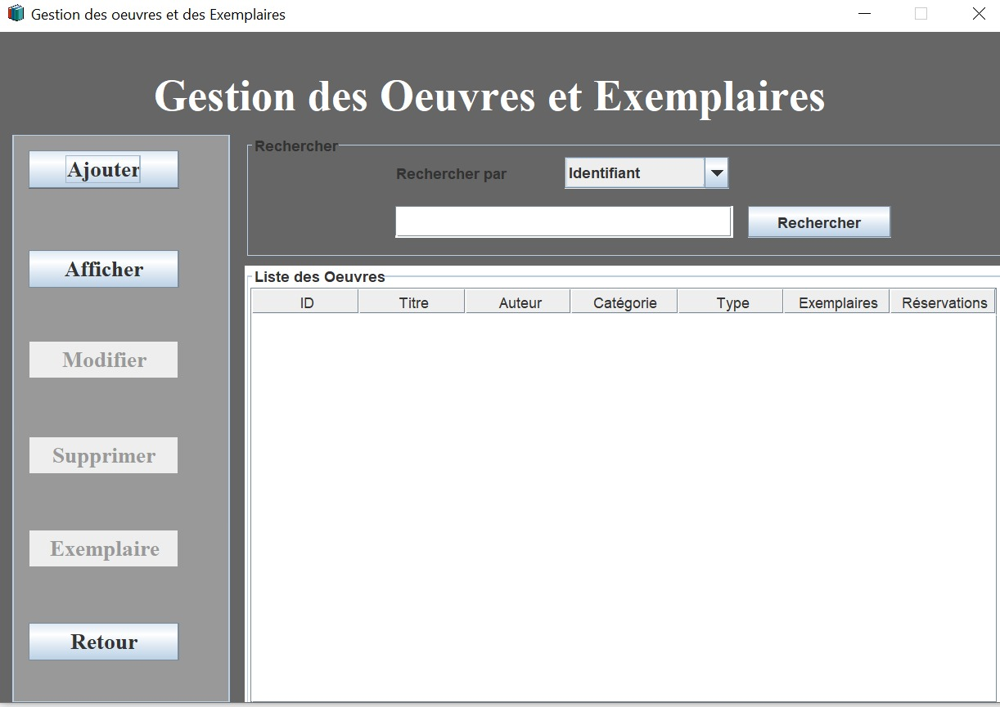 Gestion des oeuvres et des Exemplaires
Gestion des Oeuvres et Exemplaires
Ajouter
Afficher
Modifier
Supprimer
Exemplaire
Retour
Rechercher
Rechercher par Identifiant
Rechercher
Liste des Oeuvres
ID Titre Auteur Catégorie Type Exemplaires Réservations